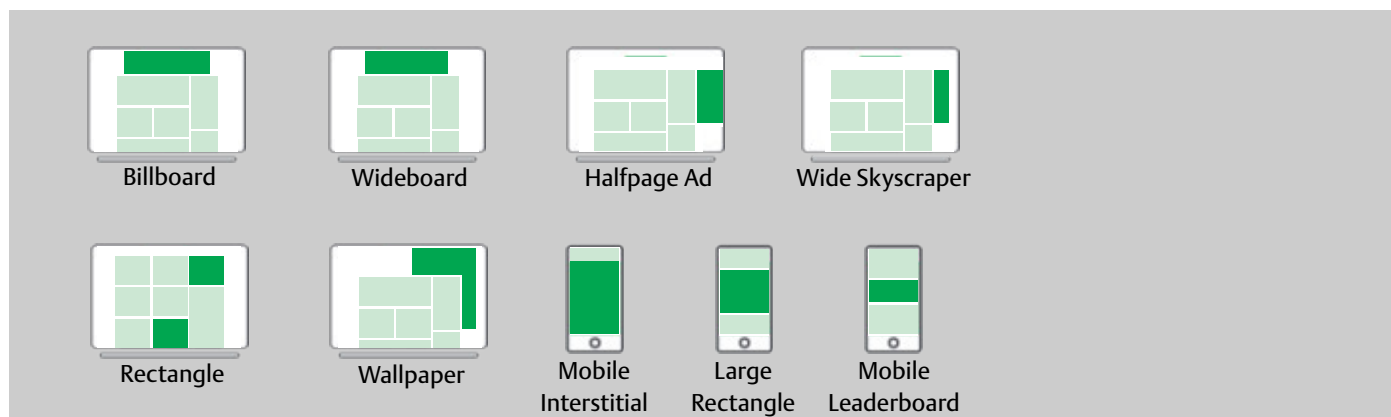 Billboard
Wideboard
Halfpage Ad
Wide Skyscraper
Rectangle
Wallpaper
Mobile
Interstitial
Large
Rectangle
Mobile
Leaderboard